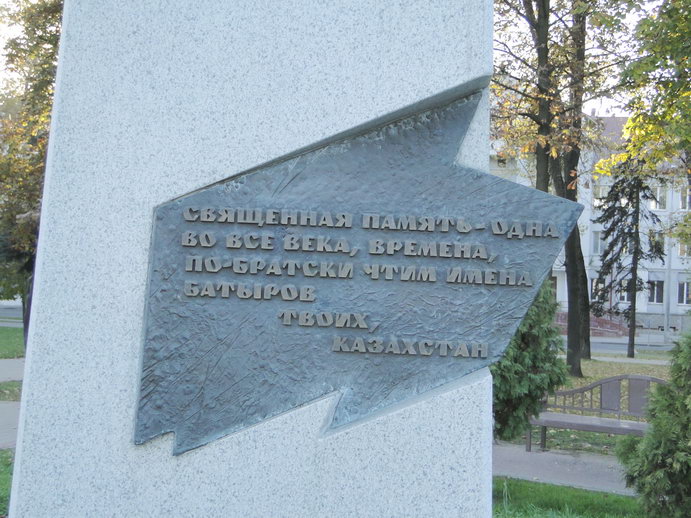 СВЯЩЕННАЯ ПАМЯТЬ - ОДНА
ВО ВСЕ ВЕКА, ВРЕМЕНА,
ПО-БРАТСКИ ЧТИМ ИМЕНА
БАТЫРОВ
ТВОИХ,
КАЗАХСТАН